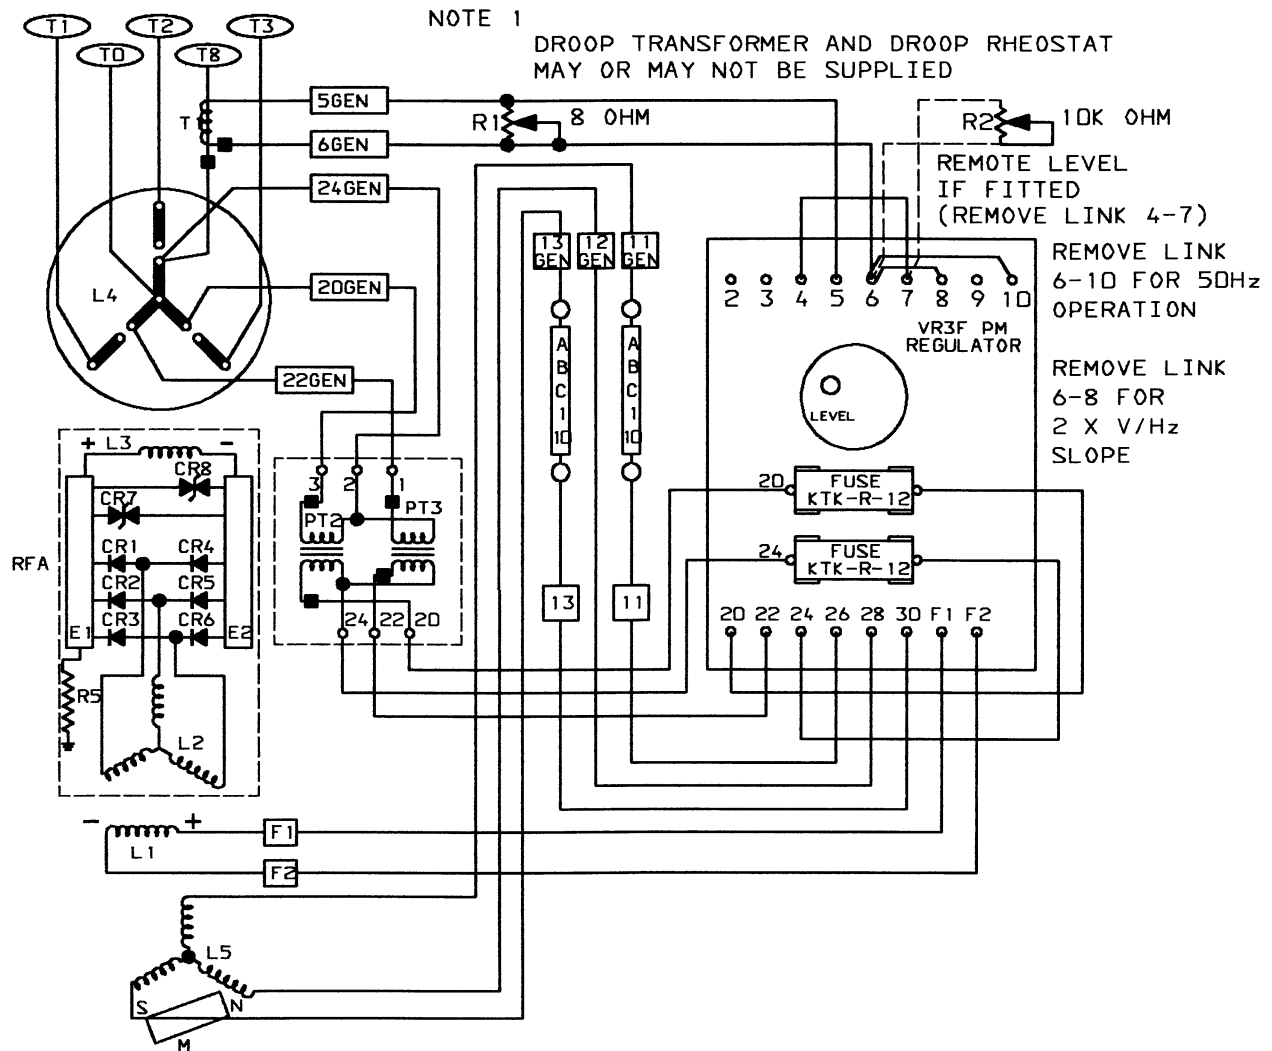 T1 T0 T2 T8 T3
NOTE 1
DROOP TRANSFORMER AND DROOP RHEOSTAT
MAY OR MAY NOT BE SUPPLIED
5GEN
T1
R1
8 OHM
R2
10K OHM
6GEN
24GEN
20GEN
22GEN
L4
REMOTE LEVEL
IF FITTED
(REMOVE LINK 4-7)
13 GEN
12 GEN
11 GEN
REMOVE LINK
6-10 FOR 50Hz
OPERATION
2 3 4 5 6 7 8 9 10
VR3F PM
REGULATOR
ABC 10
ABC 10
LEVEL
REMOVE LINK
6-8 FOR
2 X V/Hz
SLOPE
+ L3 -
CR8
CR7
CR1 CR4
CR2 CR5
CR3 CR6
E1 E2
RFA
R5
L2
3 2 1
PT2 PT3
24 22 20
20
FUSE
KTK-R-12
24
FUSE
KTK-R-12
13
11
20 22 24 26 28 30 F1 F2
- +
L1
F1
F2
L5
S N
M